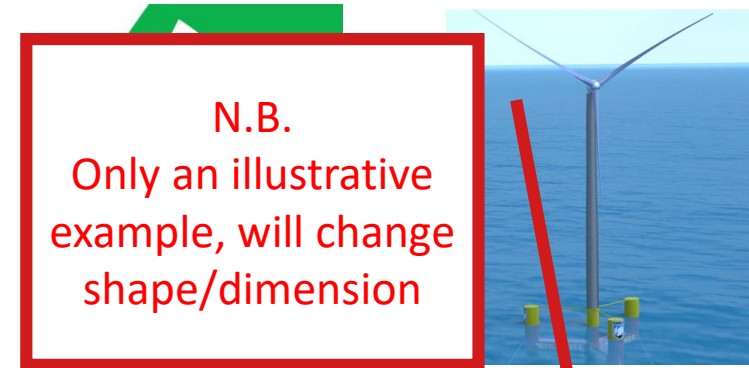 N.B.
Only an illustrative
example, will change
shape/dimension